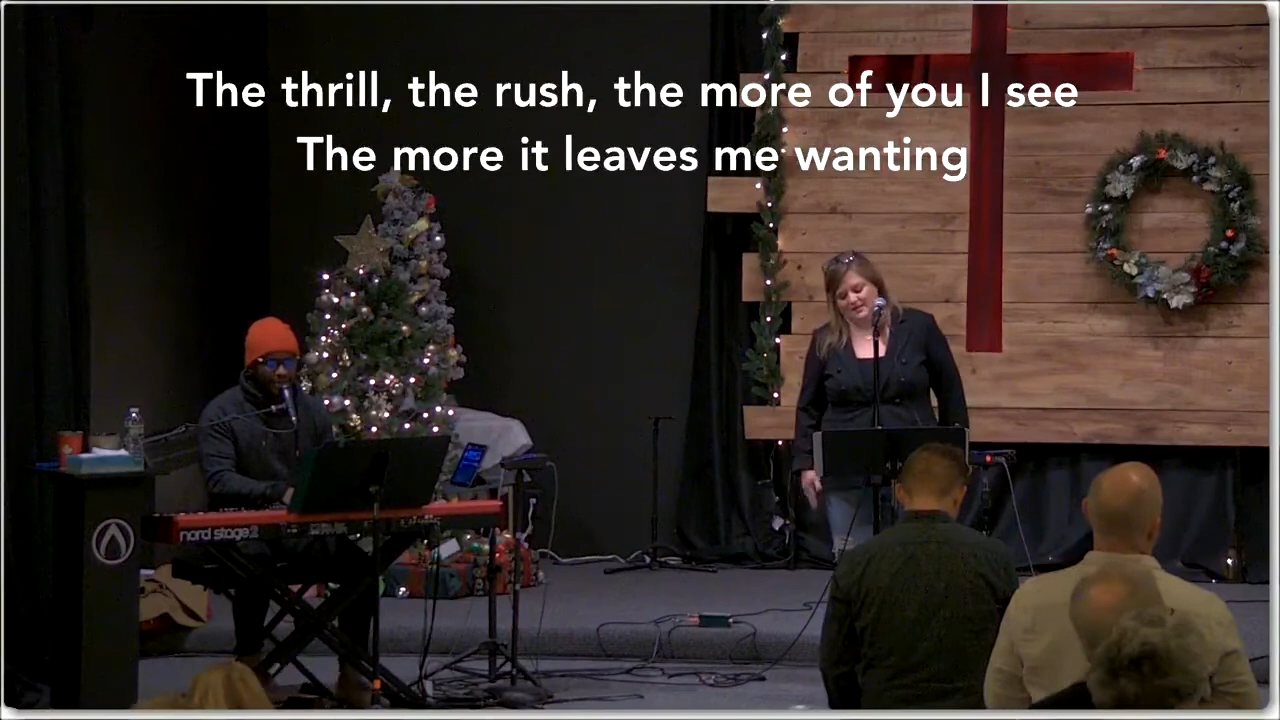 The thrill, the rush, the more of you I see
The more it leaves me wanting
nord stage 2